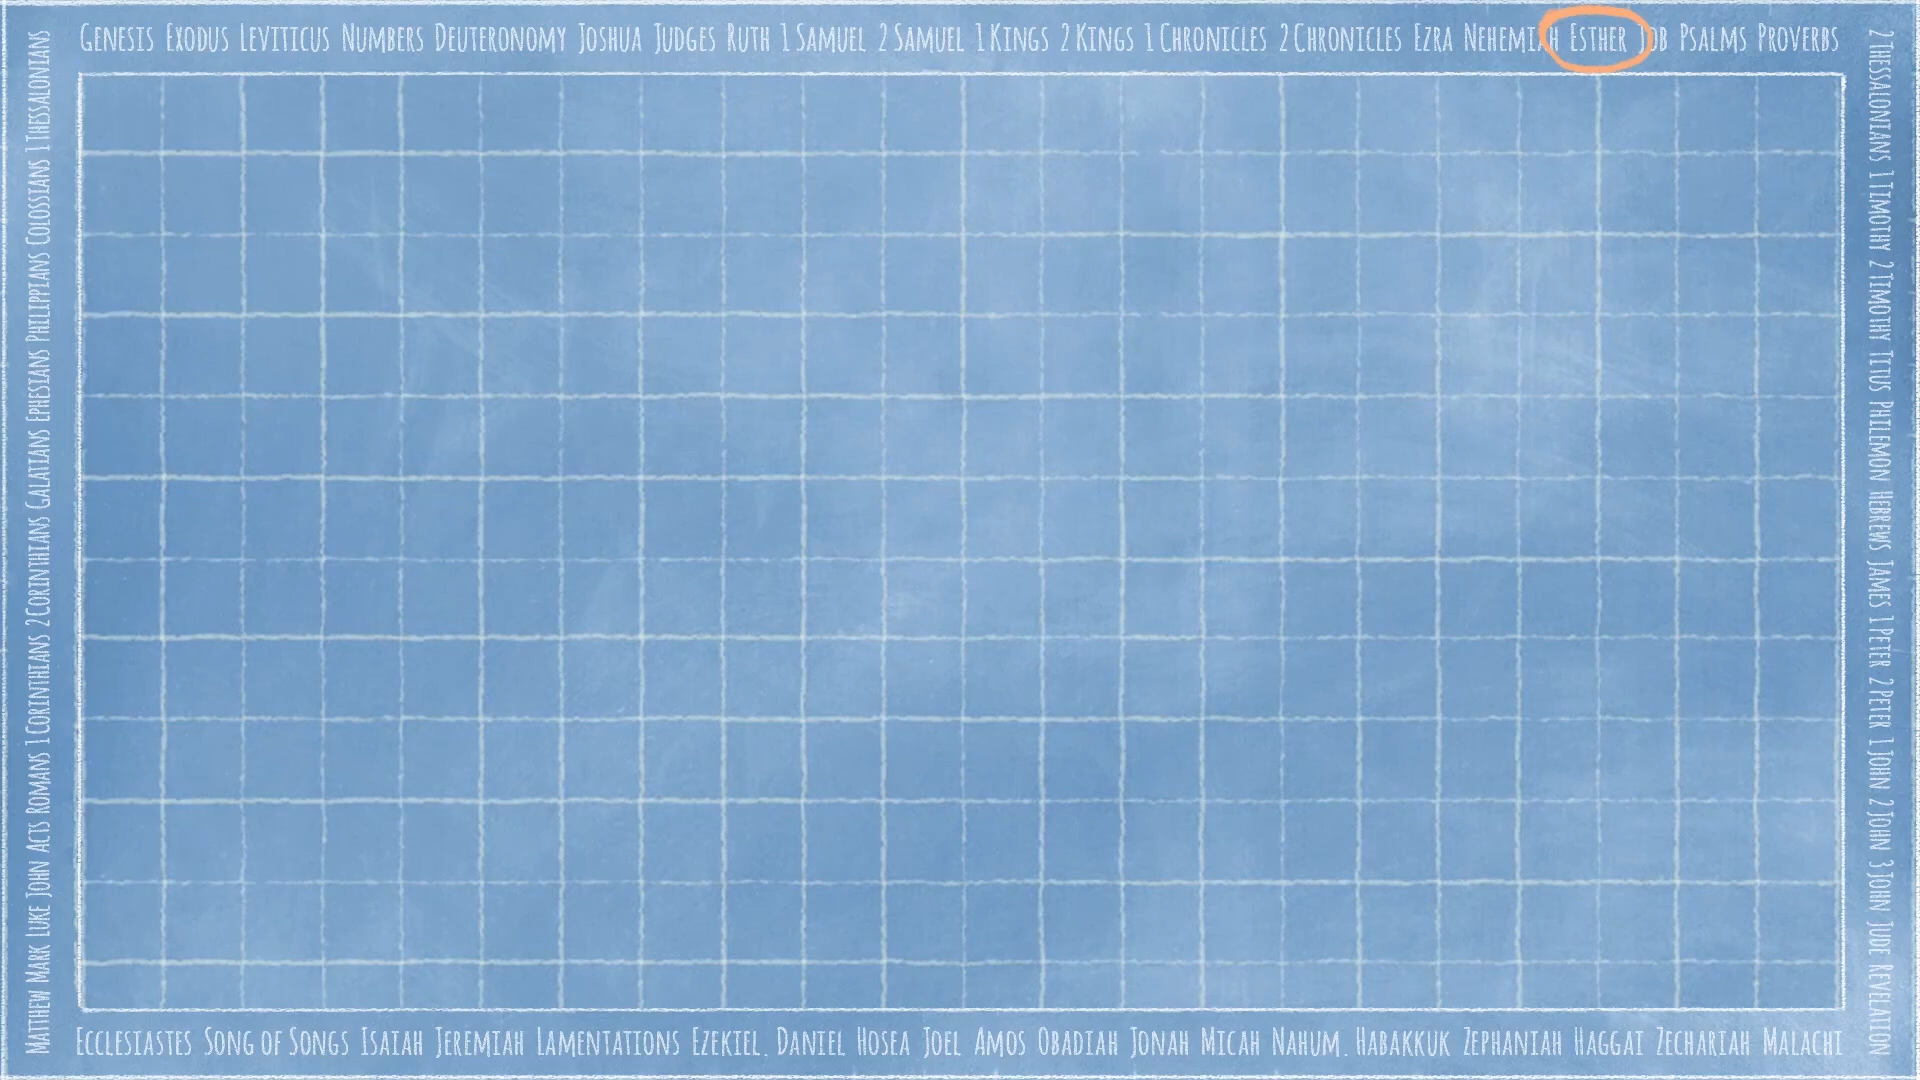 Genesis Exodus Leviticus Numbers Deuteronomy Joshua Judges Ruth 1 Samuel 2 Samuel 1 Kings 2 Kings 1 Chronicles 2 Chronicles Ezra Nehemiah Esther Job Psalms Proverbs
Ecclesiastes Song of Songs Isaiah Jeremiah Lamentations Ezekiel. Daniel Hosea Joel Amos Obadiah Jonah Micah Nahum. Habakkuk Zephaniah Haggai Zechariah Malachi
Matthew Mark Luke John Acts Romans 1 Corinthians 2 Corinthians Galatians Ephesians Philippians Colossians 1 Thessalonians
2 Thessalonians 1 Timothy 2 Timothy Titus Philemon Hebrews James 1 Peter 2 Peter 1 John 2 John 3 John Jude Revelation